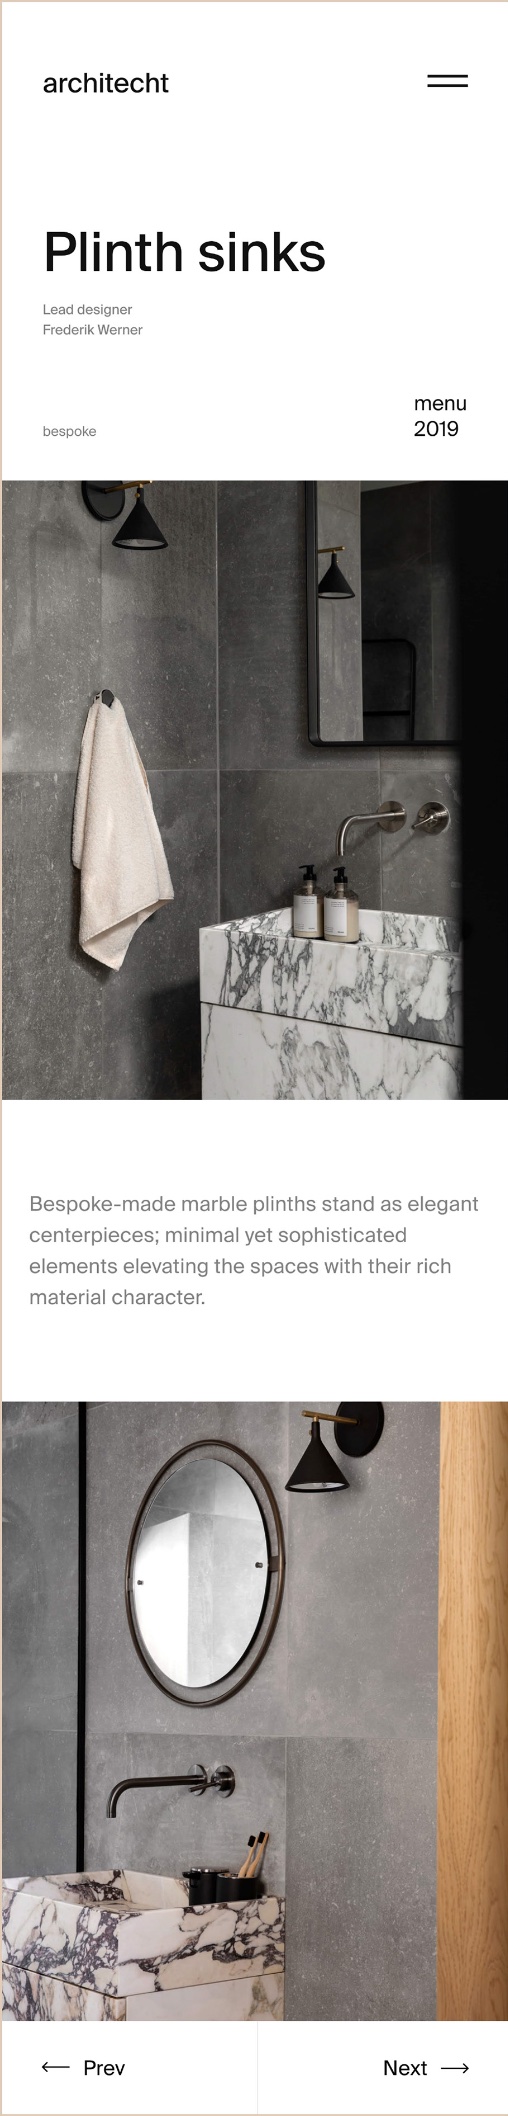 architecht
Plinth sinks
Lead designer
Frederik Werner
bespoke
menu
2019
Bespoke-made marble plinths stand as elegant
centerpieces; minimal yet sophisticated
elements elevating the spaces with their rich
material character.
Prev
Next